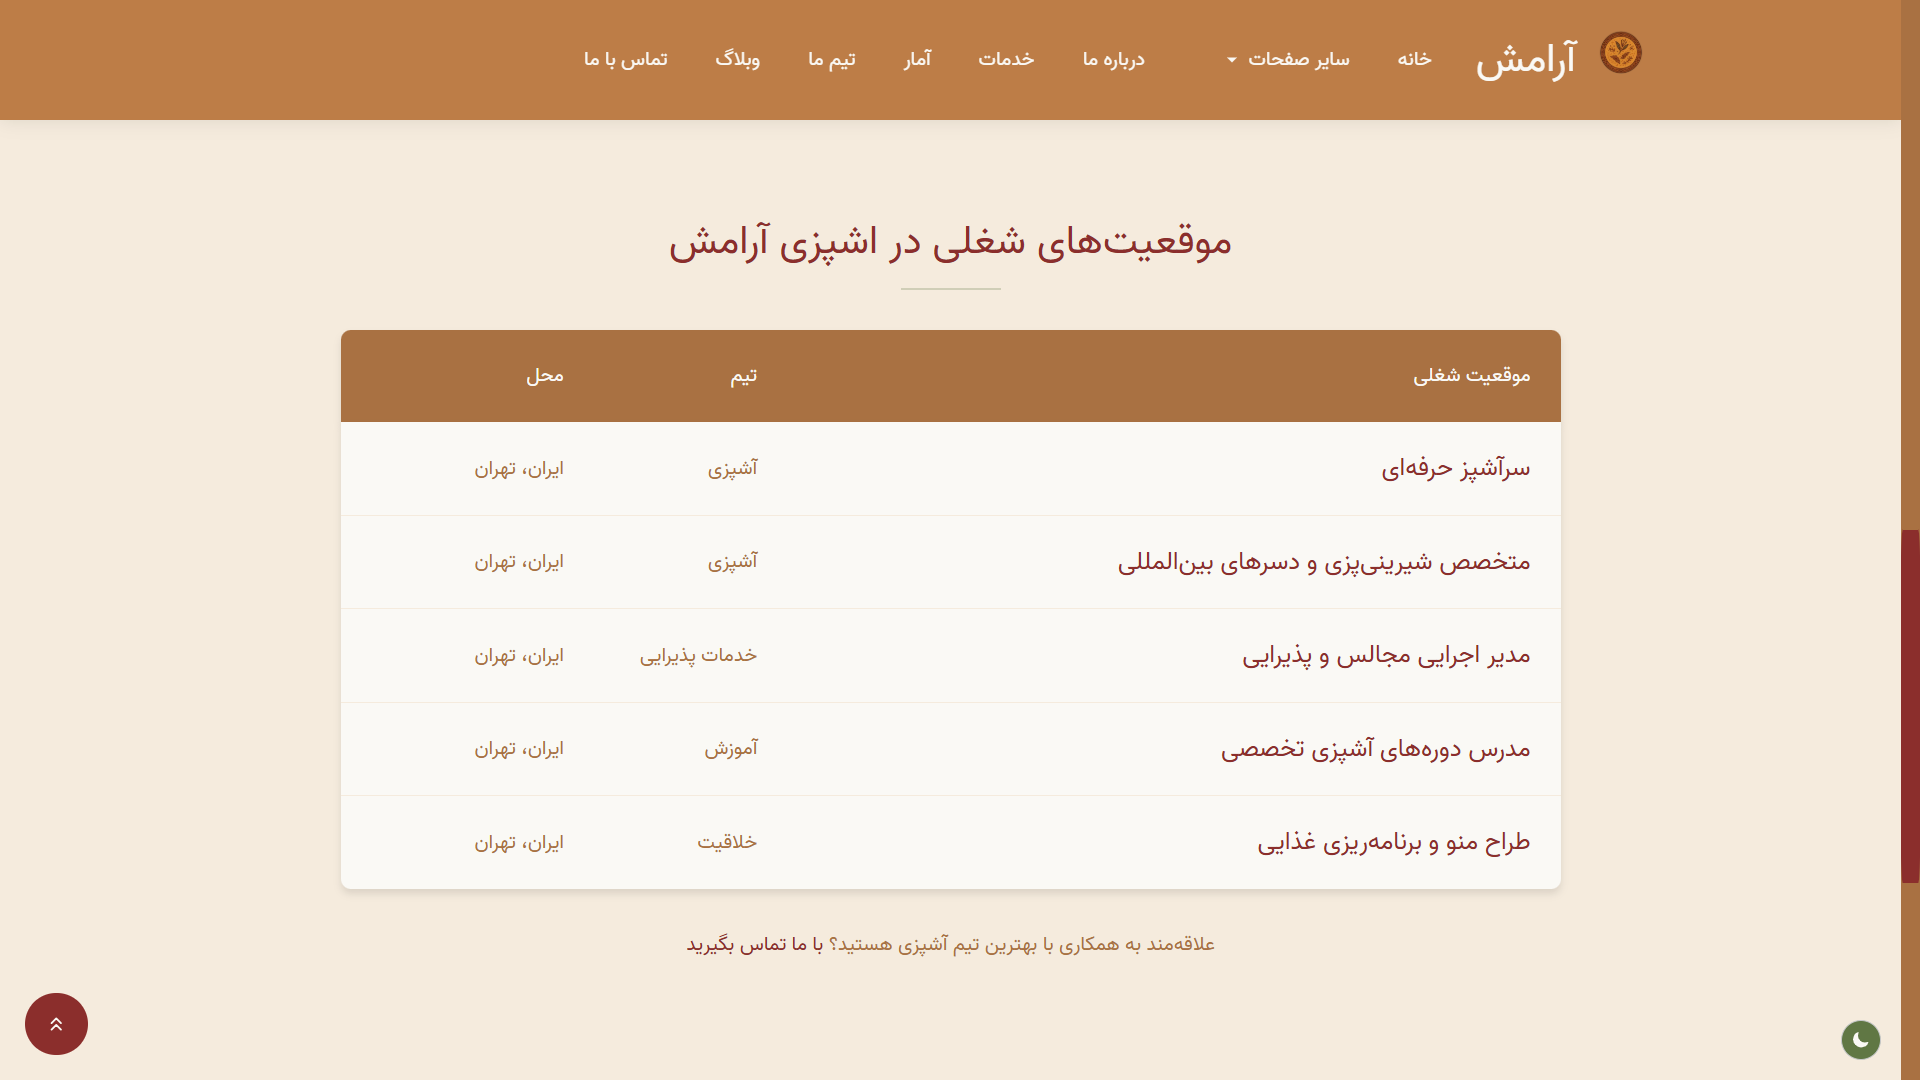 آرامش
خانه
سایر صفحات
درباره ما
خدمات
آمار
تیم ما
وبلاگ
تماس با ما
موقعیت‌های شغلی در اشپزی آرامش
موقعیت شغلی تیم محل
سرآشپز حرفه‌ای آشپزی ایران، تهران
متخصص شیرینی‌پزی و دسرهای بین‌المللی آشپزی ایران، تهران
مدیر اجرایی مجالس و پذیرایی خدمات پذیرایی ایران، تهران
مدرس دوره‌های آشپزی تخصصی آموزش ایران، تهران
طراح منو و برنامه‌ریزی غذایی خلاقیت ایران، تهران
علاقه‌مند به همکاری با بهترین تیم آشپزی هستید؟ با ما تماس بگیرید